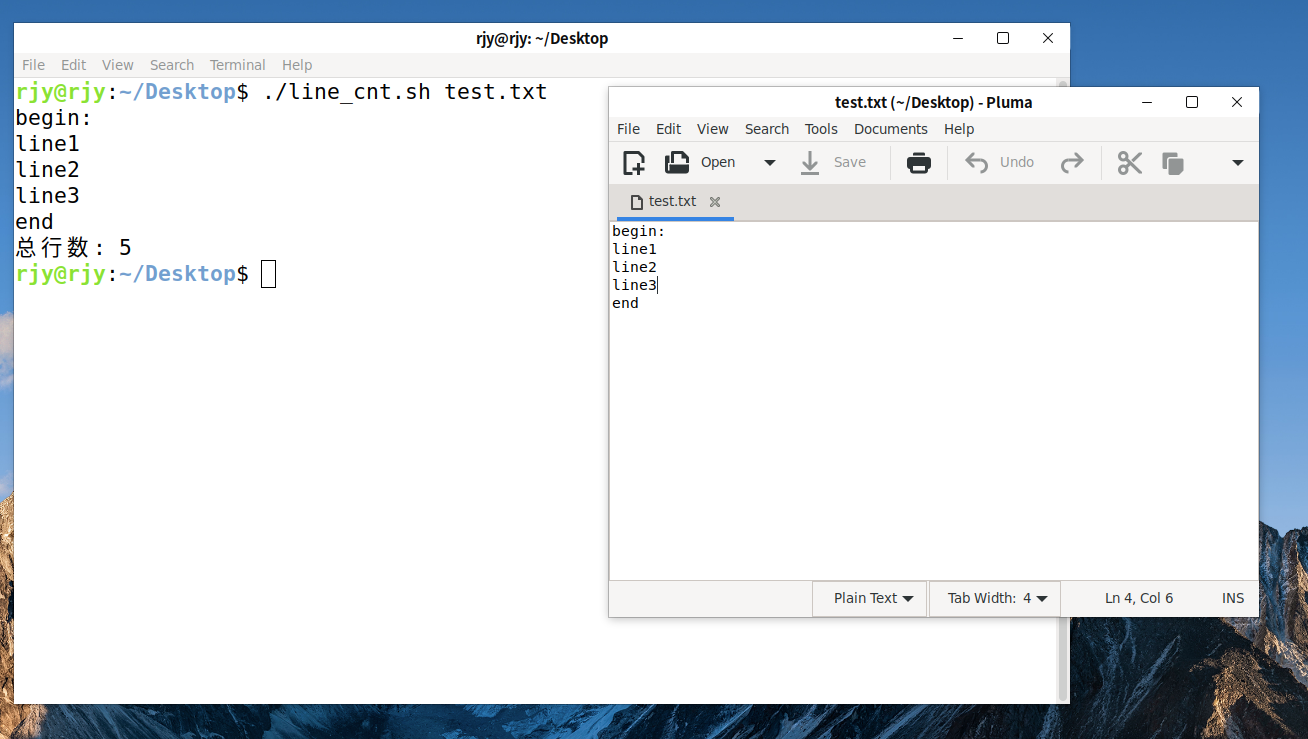 rjy@rjy: ~/Desktop
File Edit View Search Terminal Help
rjy@rjy:~/Desktop$ ./line_cnt.sh test.txt
begin:
line1
line2
line3
end
总行数: 5
rjy@rjy:~/Desktop$
test.txt (~/Desktop) - Pluma
File Edit View Search Tools Documents Help
Open Save Undo
test.txt
begin:
line1
line2
line3
end
Plain Text Tab Width: 4 Ln 4, Col 6 INS